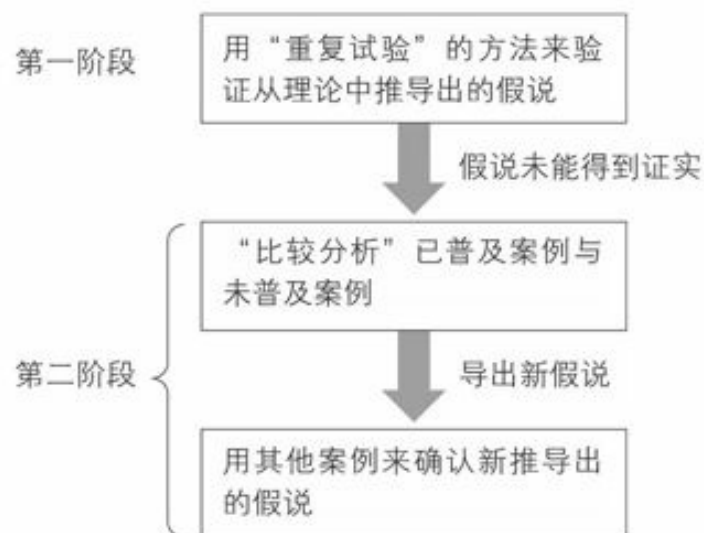 第一阶段
用“重复试验”的方法来验
证从理论中推导出的假说
假说未能得到证实
“比较分析”已普及案例与
未普及案例
第二阶段
导出新假说
用其他案例来确认新推导出
的假说